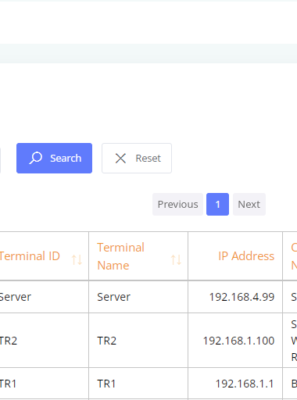 Search Reset
Previous 1 Next
Terminal ID Terminal Name IP Address
Server Server 192.168.4.99 S
TR2 TR2 192.168.1.100
TR1 TR1 192.168.1.1